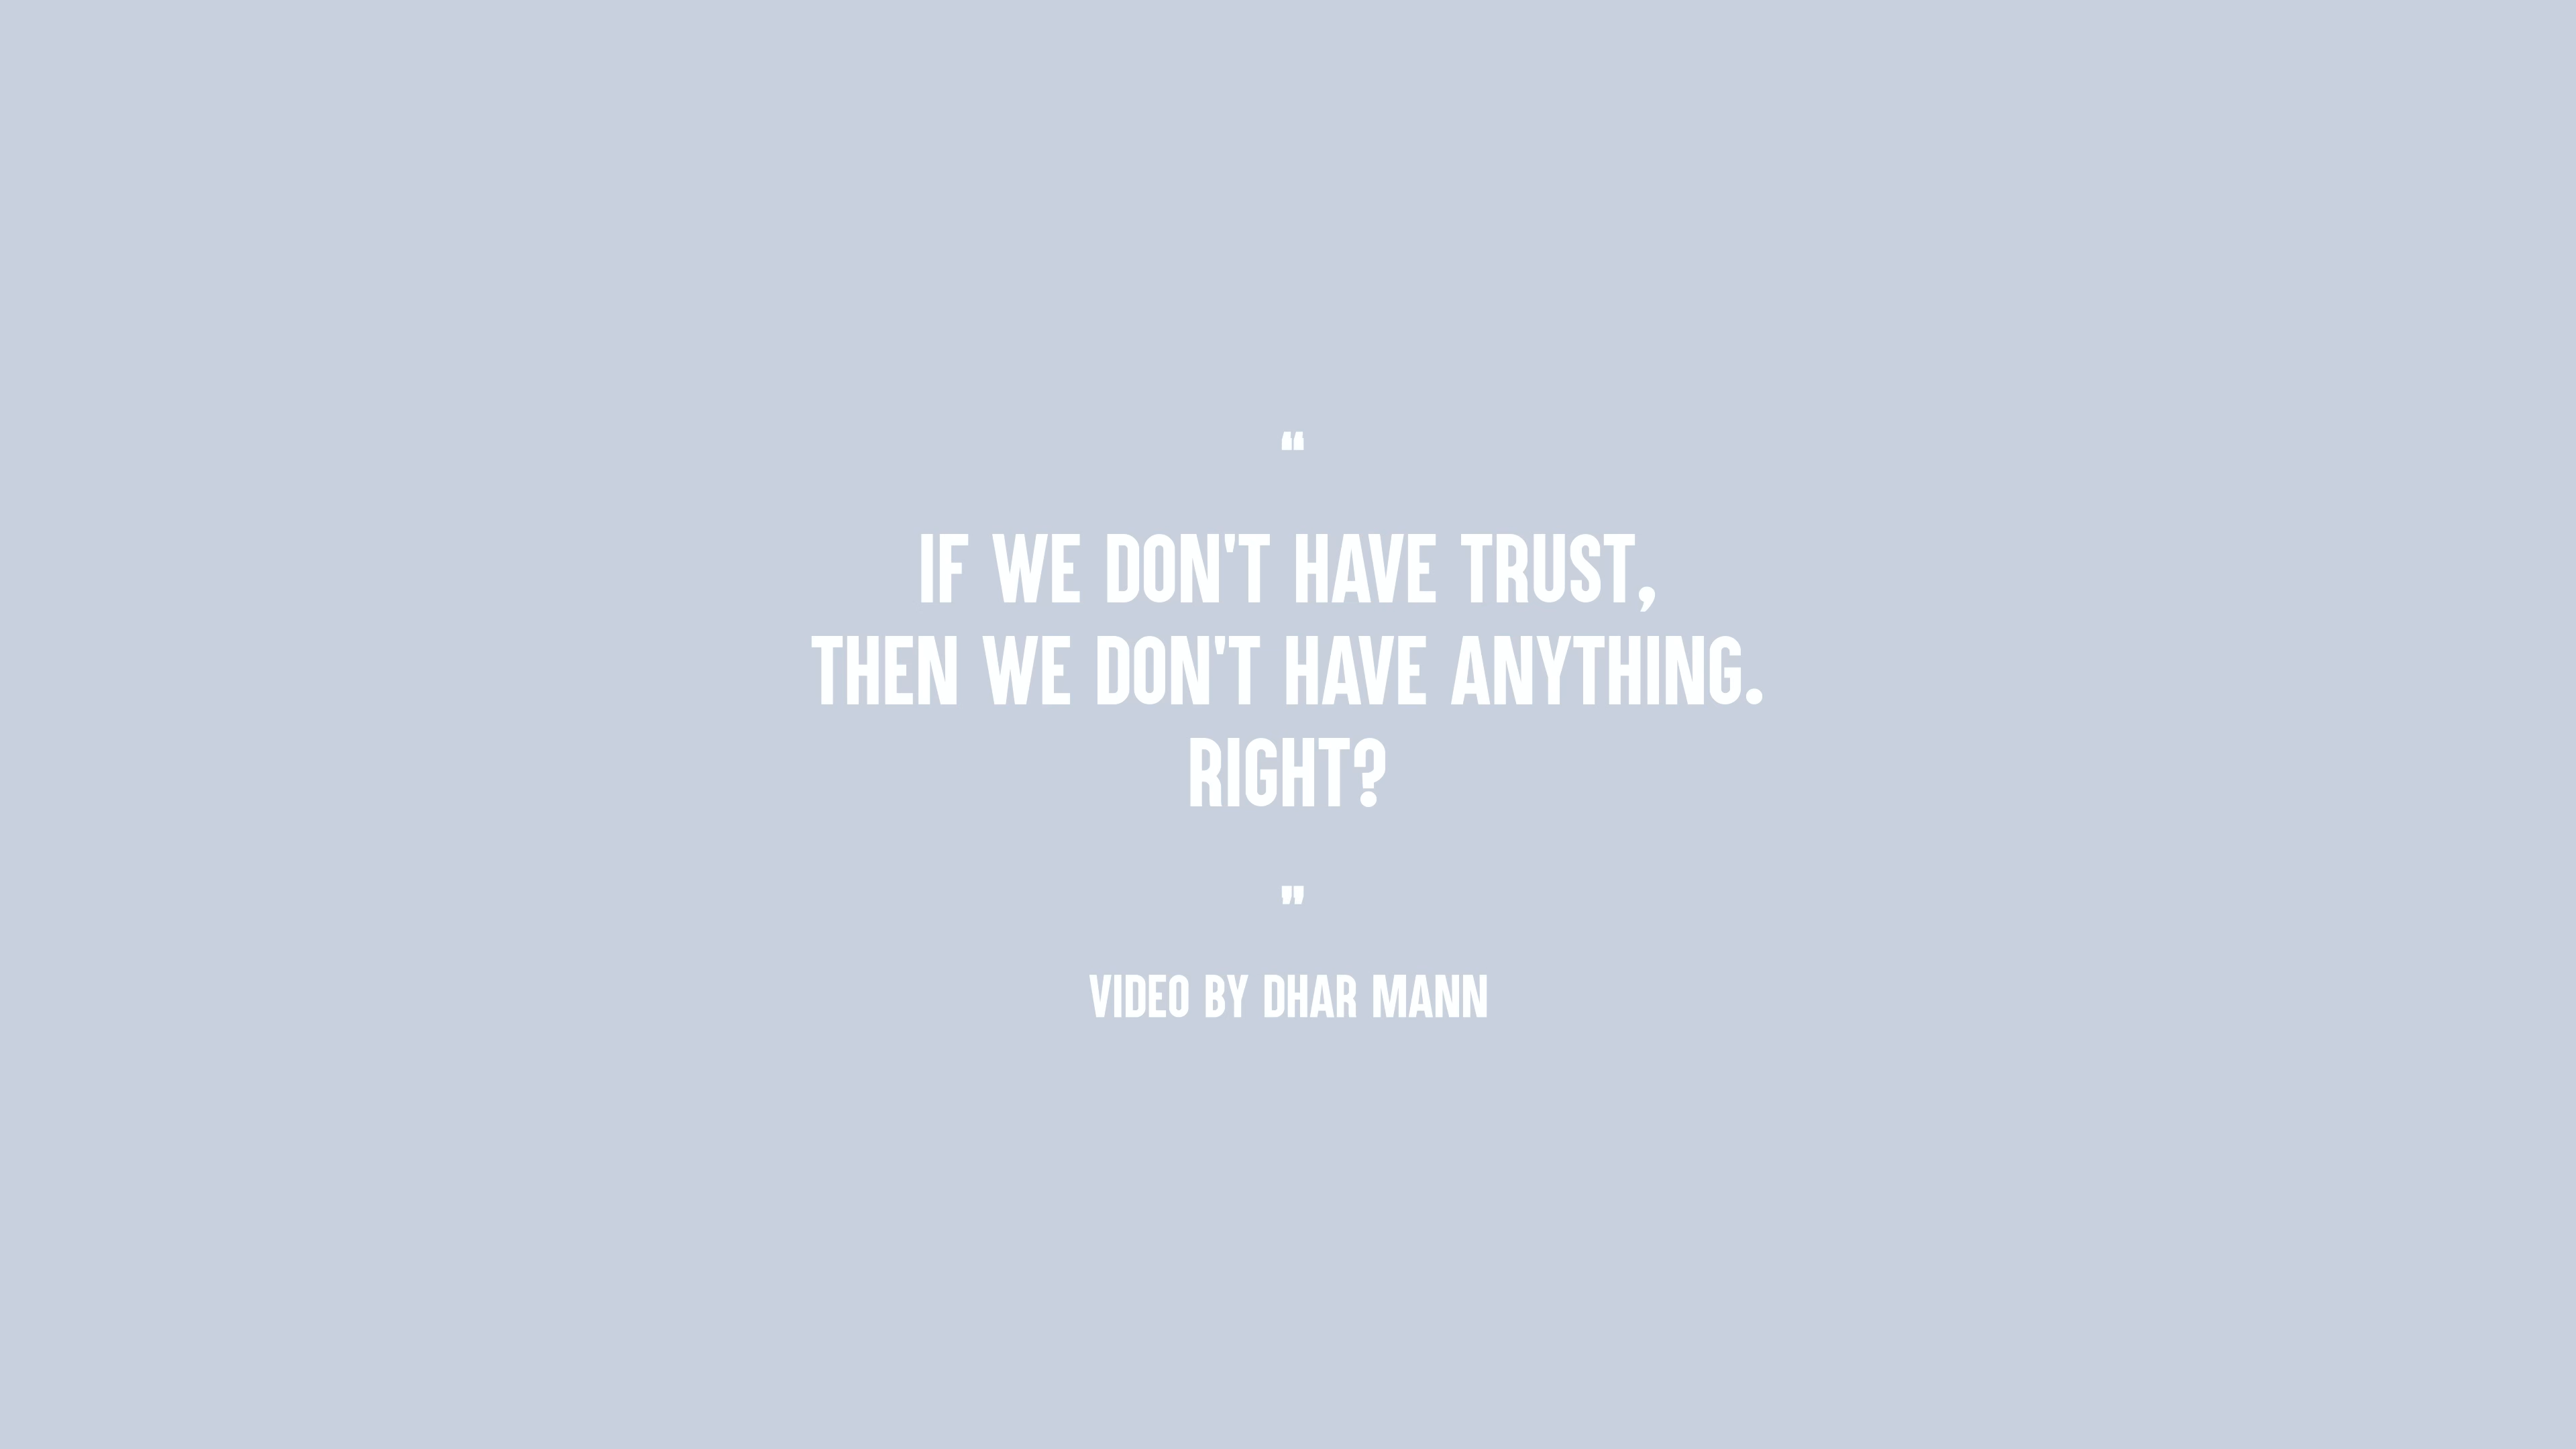 “
IF WE DON'T HAVE TRUST,
THEN WE DON'T HAVE ANYTHING.
RIGHT?
”
VIDEO BY DHAR MANN